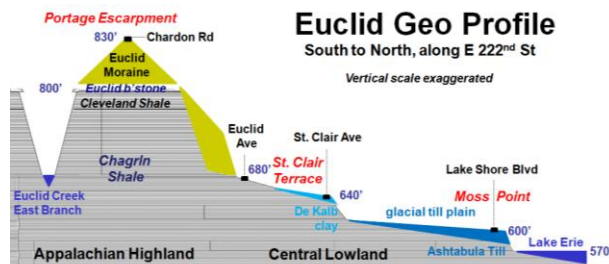 Euclid Geo Profile
South to North, along E 222nd St
Vertical scale exaggerated
Portage Escarpment
830'
Chardon Rd
Euclid
Moraine
800'
Euclid b'stone
Cleveland Shale
Chagrin
Shale
Euclid Creek
East Branch
Euclid
Ave
680'
St. Clair Ave
St. Clair
Terrace
640'
De Kalb
clay
Lake Shore Blvd
Moss Point
glacial till plain
600'
Ashtabula Till
Lake Erie
570
Appalachian Highland
Central Lowland